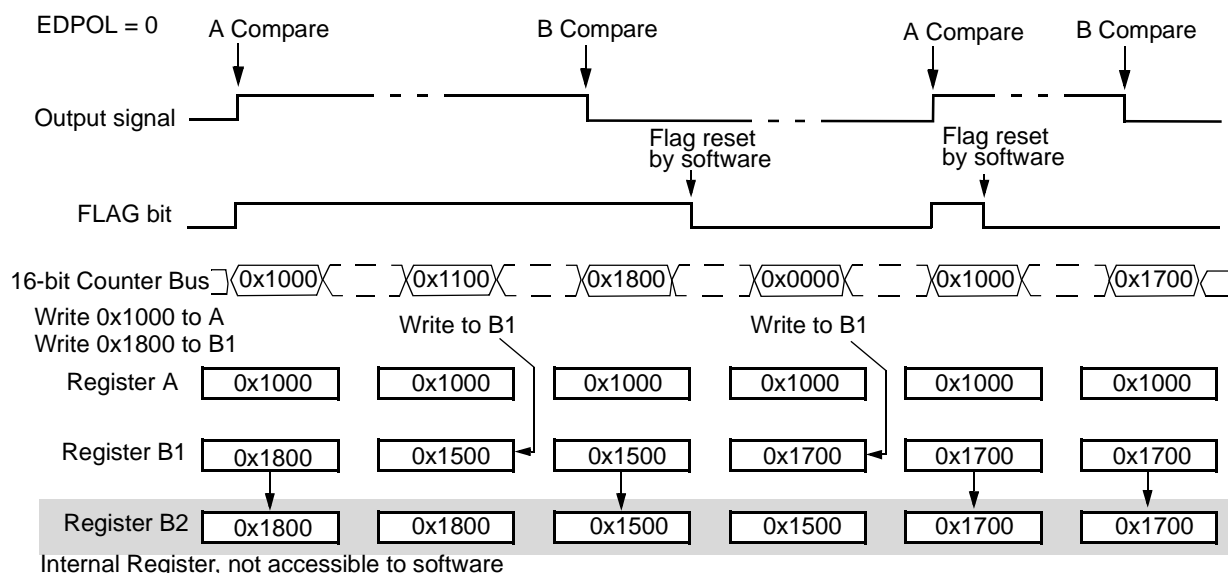 EDPOL = 0
A Compare
B Compare
A Compare
B Compare
Output signal
Flag reset
by software
Flag reset
by software
FLAG bit
16-bit Counter Bus 0x1000 0x1100 0x1800 0x0000 0x1000 0x1700
Write 0x1000 to A
Write 0x1800 to B1
Write to B1
Write to B1
Register A 0x1000 0x1000 0x1000 0x1000 0x1000 0x1000
Register B1 0x1800 0x1500 0x1500 0x1700 0x1700 0x1700
Register B2 0x1800 0x1800 0x1500 0x1500 0x1700 0x1700
Internal Register, not accessible to software